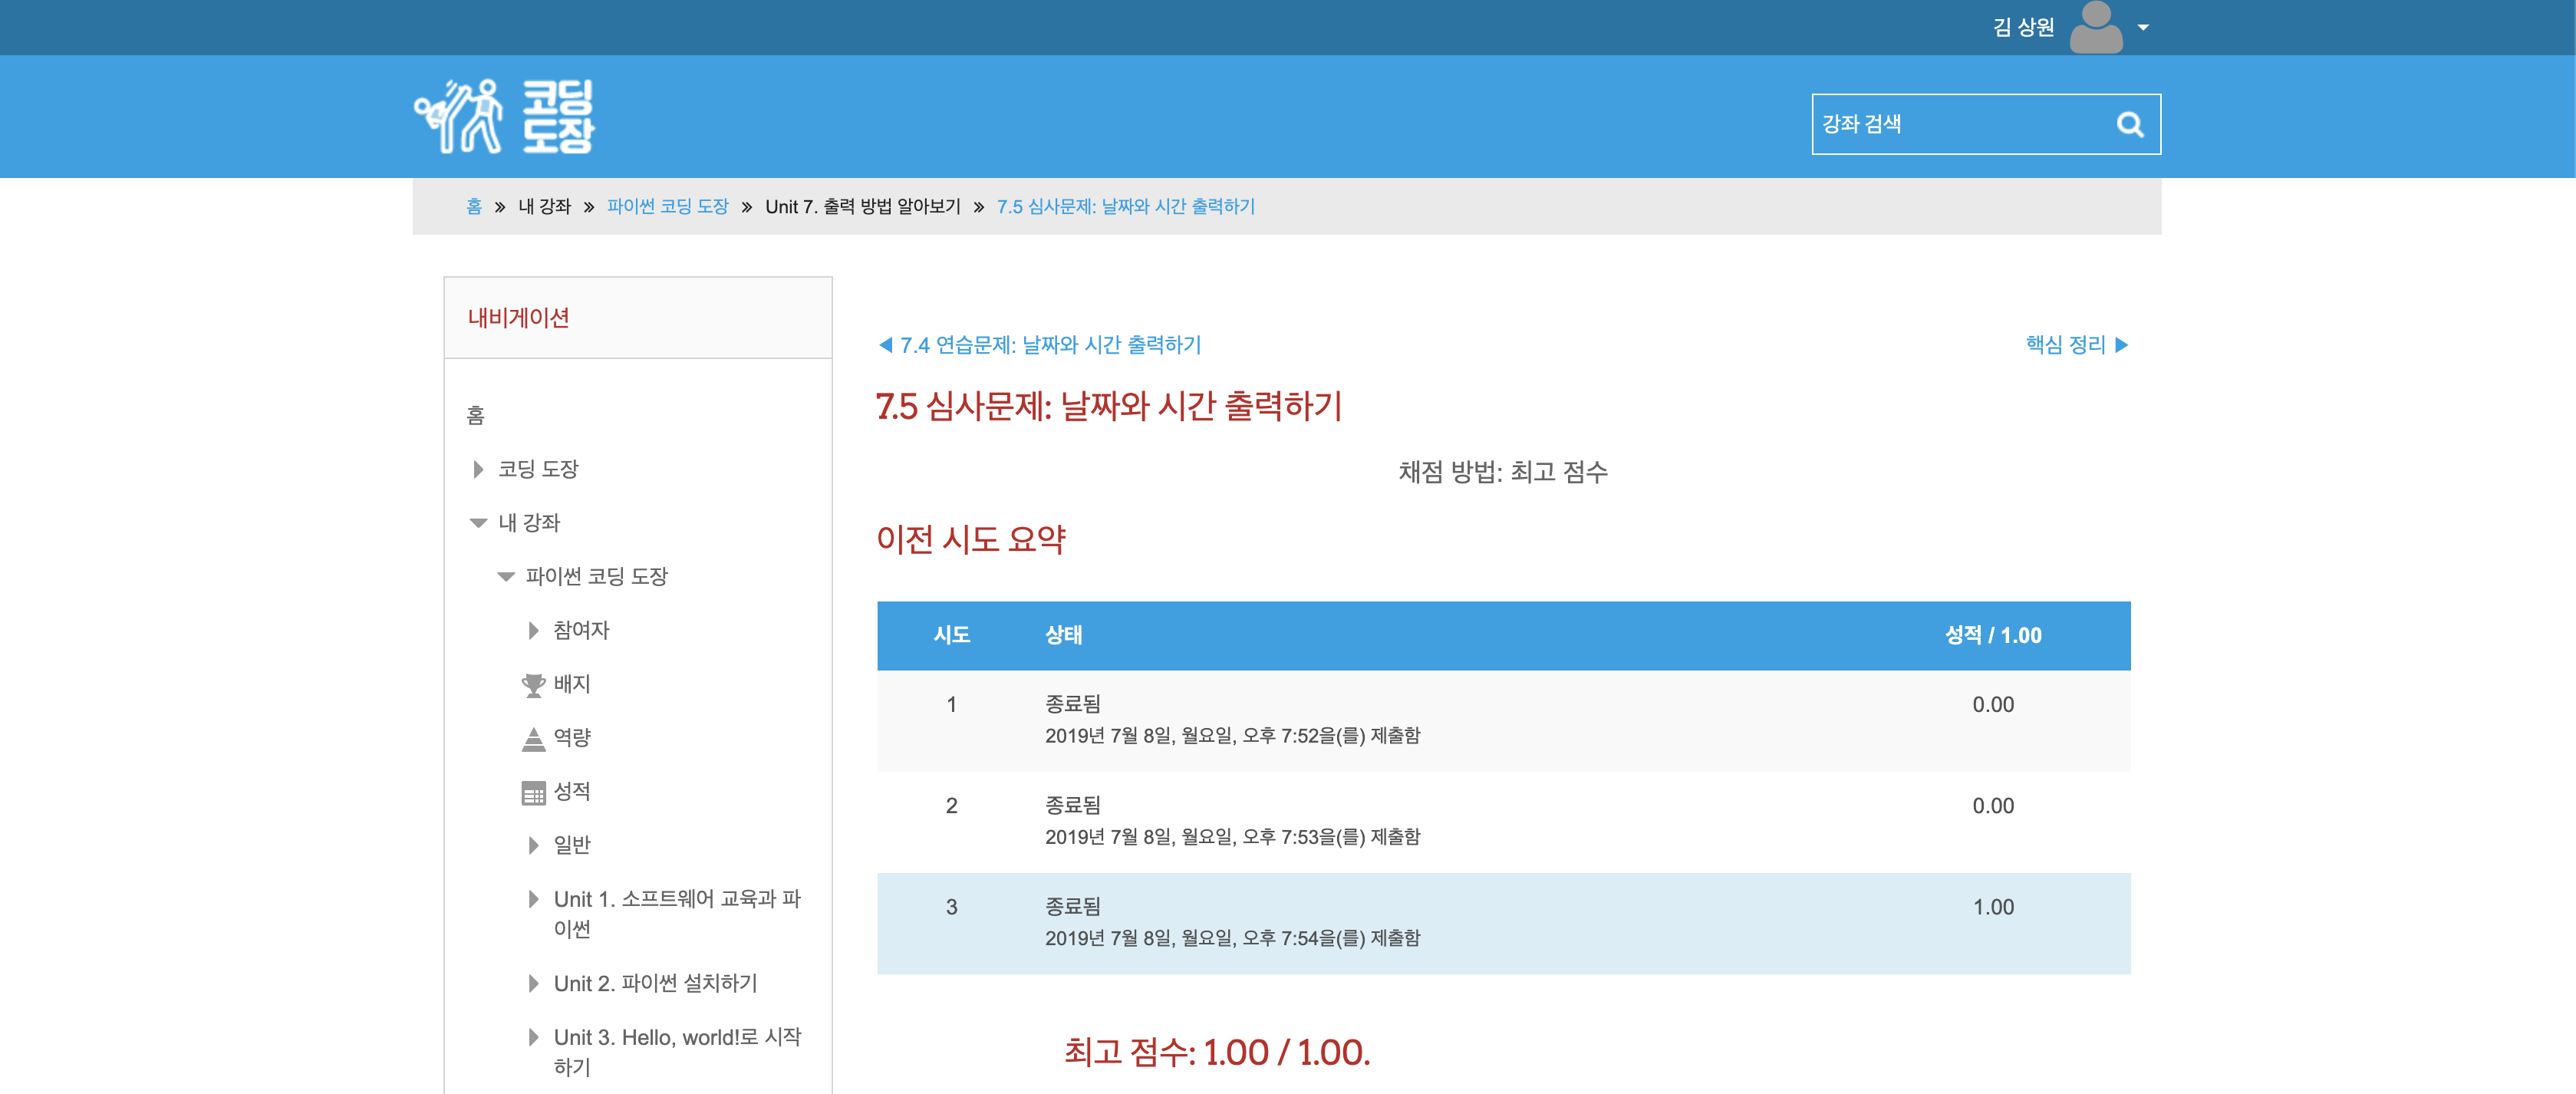 김 상원
코딩
도장
강좌 검색
홈 » 내 강좌 » 파이썬 코딩 도장 » Unit 7. 출력 방법 알아보기 » 7.5 심사문제: 날짜와 시간 출력하기
내비게이션
홈
코딩 도장
내 강좌
파이썬 코딩 도장
참여자
배지
역량
성적
일반
Unit 1. 소프트웨어 교육과 파
이썬
Unit 2. 파이썬 설치하기
Unit 3. Hello, world!로 시작
하기
◀ 7.4 연습문제: 날짜와 시간 출력하기
핵심 정리 ▶
7.5 심사문제: 날짜와 시간 출력하기
채점 방법: 최고 점수
이전 시도 요약
시도 상태 성적 / 1.00
1 종료됨 0.00
2019년 7월 8일, 월요일, 오후 7:52을(를) 제출함
2 종료됨 0.00
2019년 7월 8일, 월요일, 오후 7:53을(를) 제출함
3 종료됨 1.00
2019년 7월 8일, 월요일, 오후 7:54을(를) 제출함
최고 점수: 1.00 / 1.00.